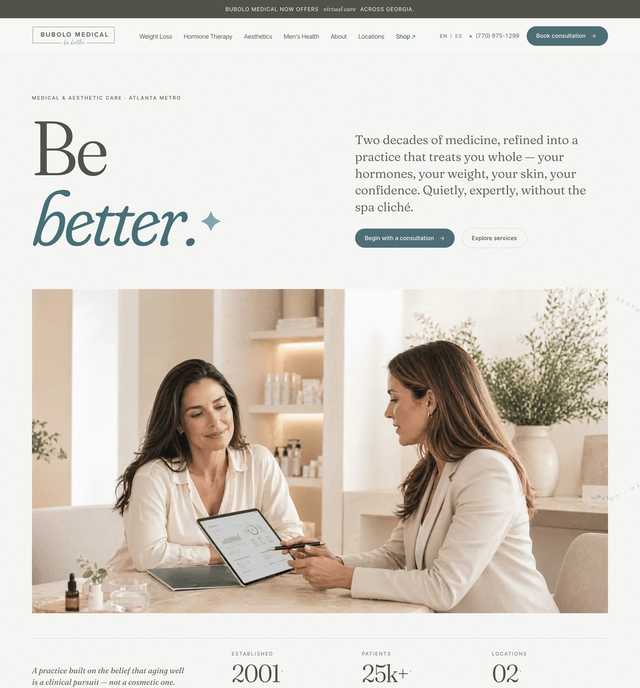 BUBOLO MEDICAL NOW OFFERS virtual care ACROSS GEORGIA.
BUBOLO MEDICAL
be better.
Weight Loss Hormone Therapy Aesthetics Men's Health About Locations Shop ↗
EN | ES
(770) 975-1299
Book consultation →
MEDICAL & AESTHETIC CARE · ATLANTA METRO
Be
better.
Two decades of medicine, refined into a
practice that treats you whole — your
hormones, your weight, your skin, your
confidence. Quietly, expertly, without the
spa cliché.
Begin with a consultation →
Explore services
A practice built on the belief that aging well
is a clinical pursuit — not a cosmetic one.
ESTABLISHED
2001
PATIENTS
25k+
LOCATIONS
02